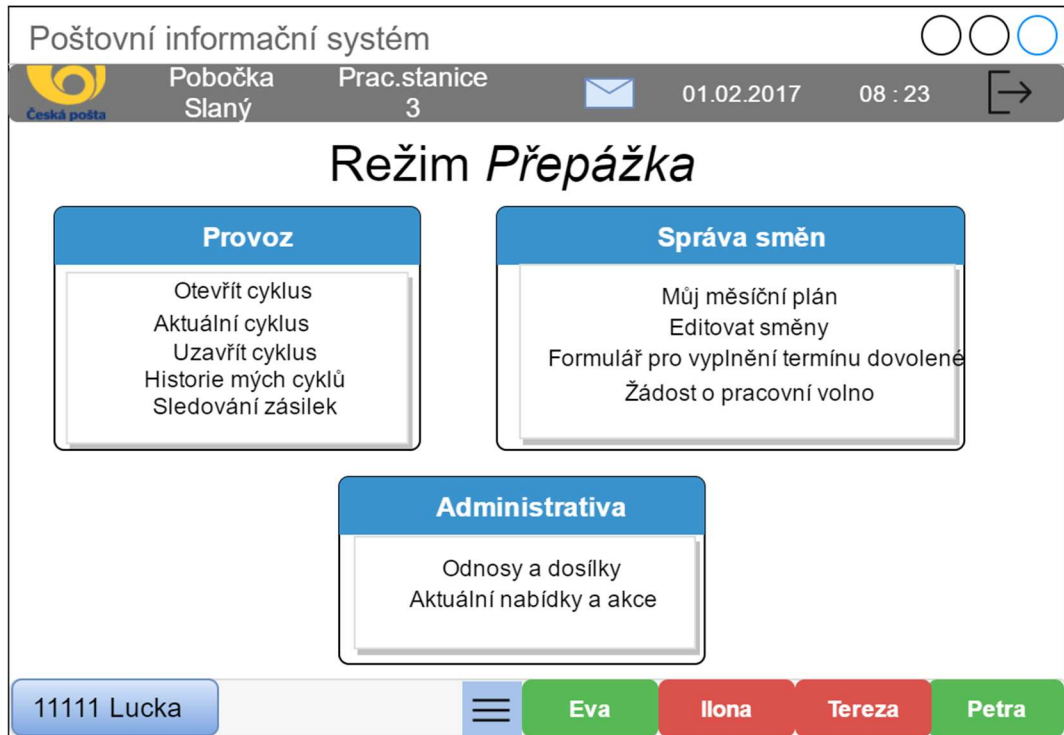 Poštovní informační systém
Česká pošta
Pobočka
Slaný
Prac.stanice
3
01.02.2017
08 : 23
Režim Přepážka
Provoz
Otevřít cyklus
Aktuální cyklus
Uzavřít cyklus
Historie mých cyklů
Sledování zásilek
Správa směn
Můj měsíční plán
Editovat směny
Formulář pro vyplnění termínu dovolené
Žádost o pracovní volno
Administrativa
Odnosy a dosílky
Aktuální nabídky a akce
11111 Lucka
Eva
Ilona
Tereza
Petra